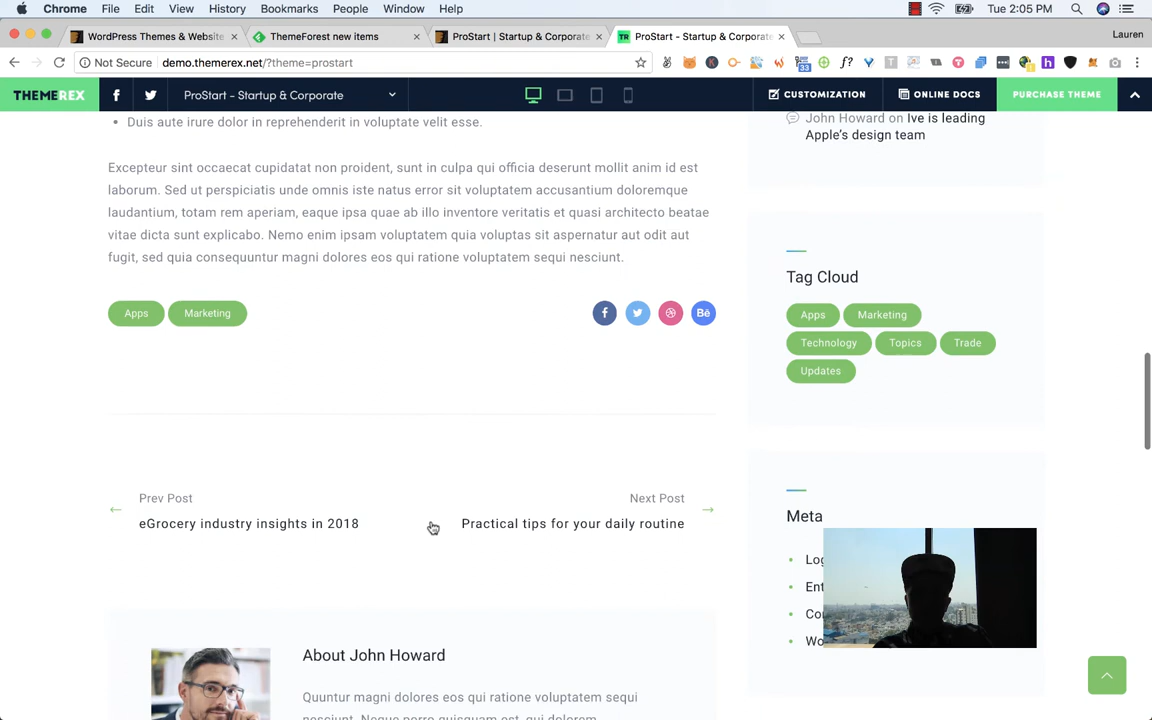 Chrome File Edit View History Bookmarks People Window Help Tue 2:05 PM
WordPress Themes & Website ThemeForest new items ProStart | Startup & Corporate ProStart - Startup & Corporate Lauren
Not Secure demo.themerex.net/?theme=prostart
THEMEREX ProStart - Startup & Corporate CUSTOMIZATION ONLINE DOCS PURCHASE THEME
Duis aute irure dolor in reprehenderit in voluptate velit esse.
Excepteur sint occaecat cupidatat non proident, sunt in culpa qui officia deserunt mollit anim id est
laborum. Sed ut perspiciatis unde omnis iste natus error sit voluptatem accusantium doloremque
laudantium, totam rem aperiam, eaque ipsa quae ab illo inventore veritatis et quasi architecto beatae
vitae dicta sunt explicabo. Nemo enim ipsam voluptatem quia voluptas sit aspernatur aut odit aut
fugit, sed quia consequuntur magni dolores eos qui ratione voluptatem sequi nesciunt.
Apps Marketing
Prev Post
eGrocery industry insights in 2018
Next Post
Practical tips for your daily routine
About John Howard
Quuntur magni dolores eos qui ratione voluptatem sequi
nesciunt. Neque porro quisquam est, qui dolorem
John Howard on Ive is leading
Apple's design team
Tag Cloud
Apps Marketing
Technology Topics Trade
Updates
Meta